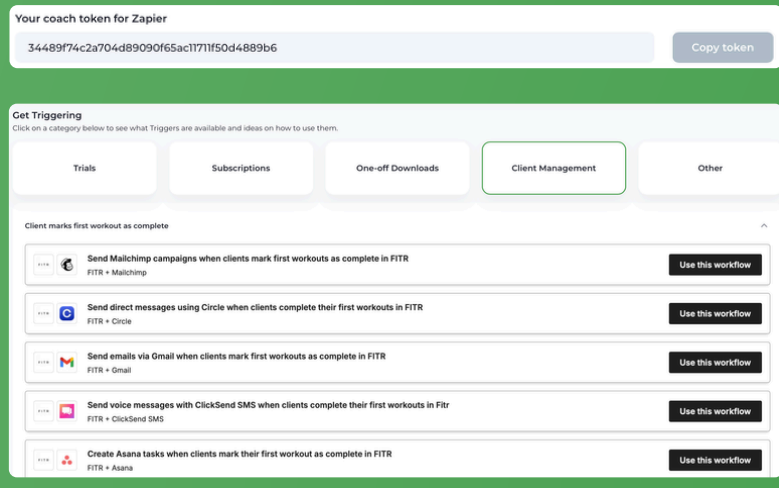 Your coach token for Zapier
34489f74c2a704d89090f65ac11711f50d4889b6
Copy token
Get Triggering
Click on a category below to see what Triggers are available and ideas on how to use them.
Trials
Subscriptions
One-off Downloads
Client Management
Other
Client marks first workout as complete
FITR
Send Mailchimp campaigns when clients mark first workouts as complete in FITR
FITR + Mailchimp
Use this workflow
FITR
Send direct messages using Circle when clients complete their first workouts in FITR
FITR + Circle
Use this workflow
FITR
Send emails via Gmail when clients mark first workouts as complete in FITR
FITR + Gmail
Use this workflow
FITR
Send voice messages with ClickSend SMS when clients complete their first workouts in Fitr
FITR + ClickSend SMS
Use this workflow
FITR
Create Asana tasks when clients mark their first workout as complete in FITR
FITR + Asana
Use this workflow